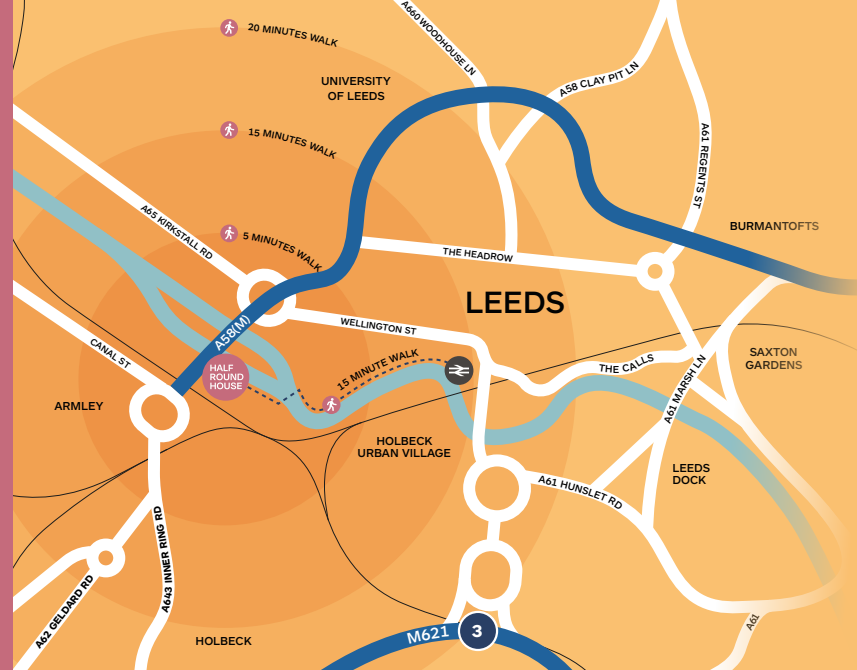 20 MINUTES WALK
A660 WOODHOUSE LN
UNIVERSITY
OF LEEDS
A58 CLAY PIT LN
15 MINUTES WALK
A61 REGENTS ST
A65 KIRKSTALL RD
5 MINUTES WALK
BURMANTOFTS
THE HEADROW
LEEDS
A58(M)
WELLINGTON ST
CANAL ST
HALF
ROUND
HOUSE
15 MINUTE WALK
THE CALLS
SAXTON
GARDENS
A61 MARSH LN
ARMLEY
HOLBECK
URBAN VILLAGE
LEEDS
DOCK
A61 HUNSLET RD
A643 INNER RING RD
A62 GELDARD RD
HOLBECK
M621
3
A61